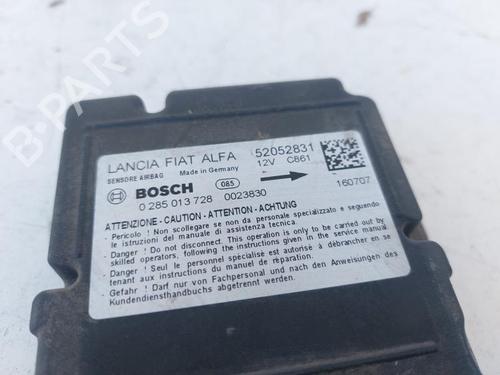 B-PARTS
LANCIA FIAT ALFA 52052831
SENSORE AIRBAG Made in Germany 12V C861
BOSCH 085 160707
0 285 013 728 0023830
ATTENZIONE - CAUTION - ATTENTION - ACHTUNG
- Pericolo ! Non scollegare se non da personale specializzato e seguendo
le istruzioni del manuale di assistenza tecnica.
- Danger ! Do not disconnect. This operation is only to be carried out by
skilled operators, following the instructions given in the service manual.
- Danger ! Seul le personnel spécialisé est autorisé à débrancher en se
tenant aux instructions du manuel de réparation.
- Gefahr ! Darf nur von Fachpersonal und nach den Anweisungen des
Kundendiensthandbuchs abgetrennt werden.